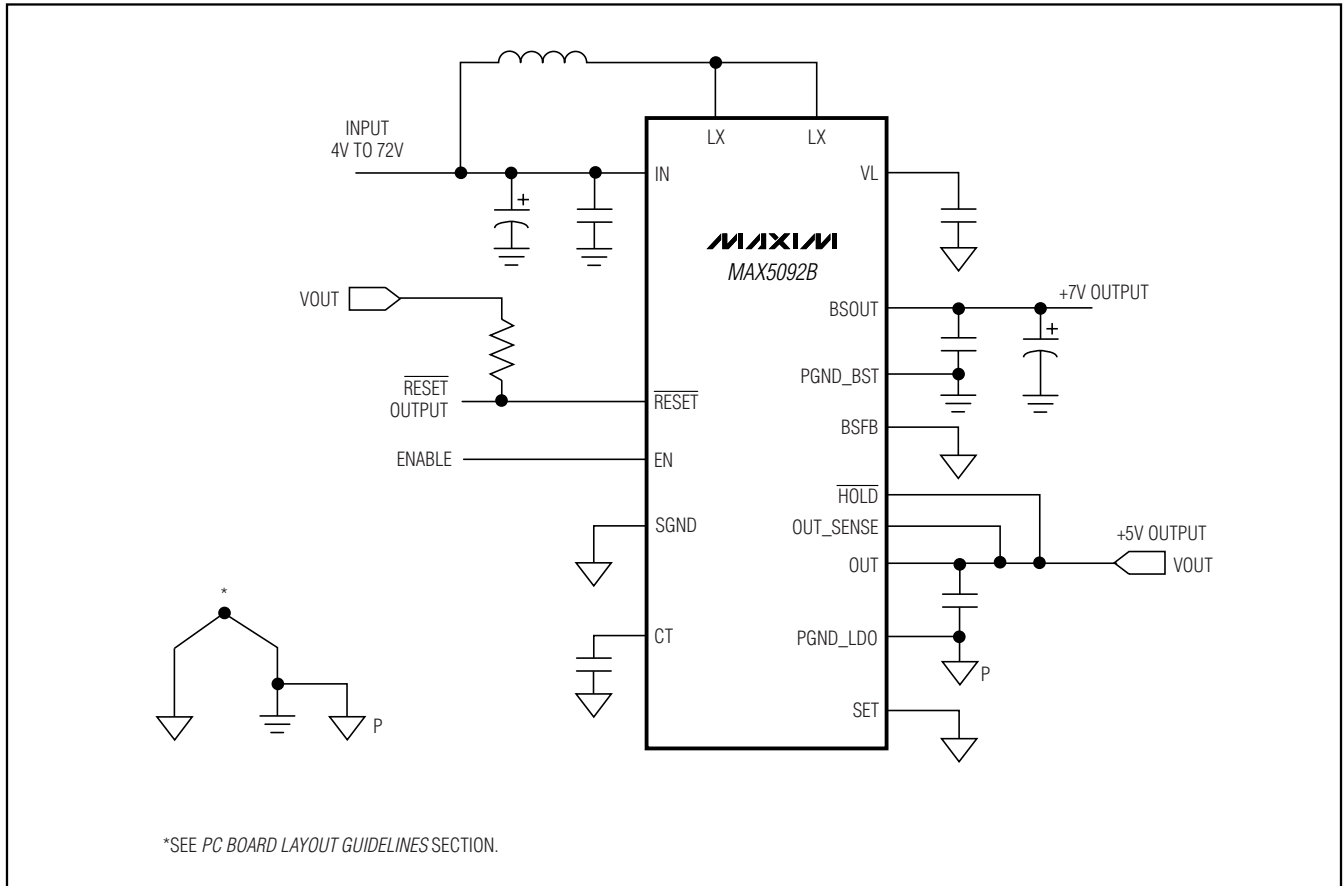 LX
LX
INPUT
4V TO 72V
IN
VL
+
MAXIM
MAX5092B
VOUT
BSOUT
+7V OUTPUT
+
PGND_BST
RESET
OUTPUT
RESET
BSFB
ENABLE
EN
HOLD
SGND
OUT_SENSE
+5V OUTPUT
OUT
VOUT
*
CT
PGND_LDO
P
SET
P
*SEE PC BOARD LAYOUT GUIDELINES SECTION.